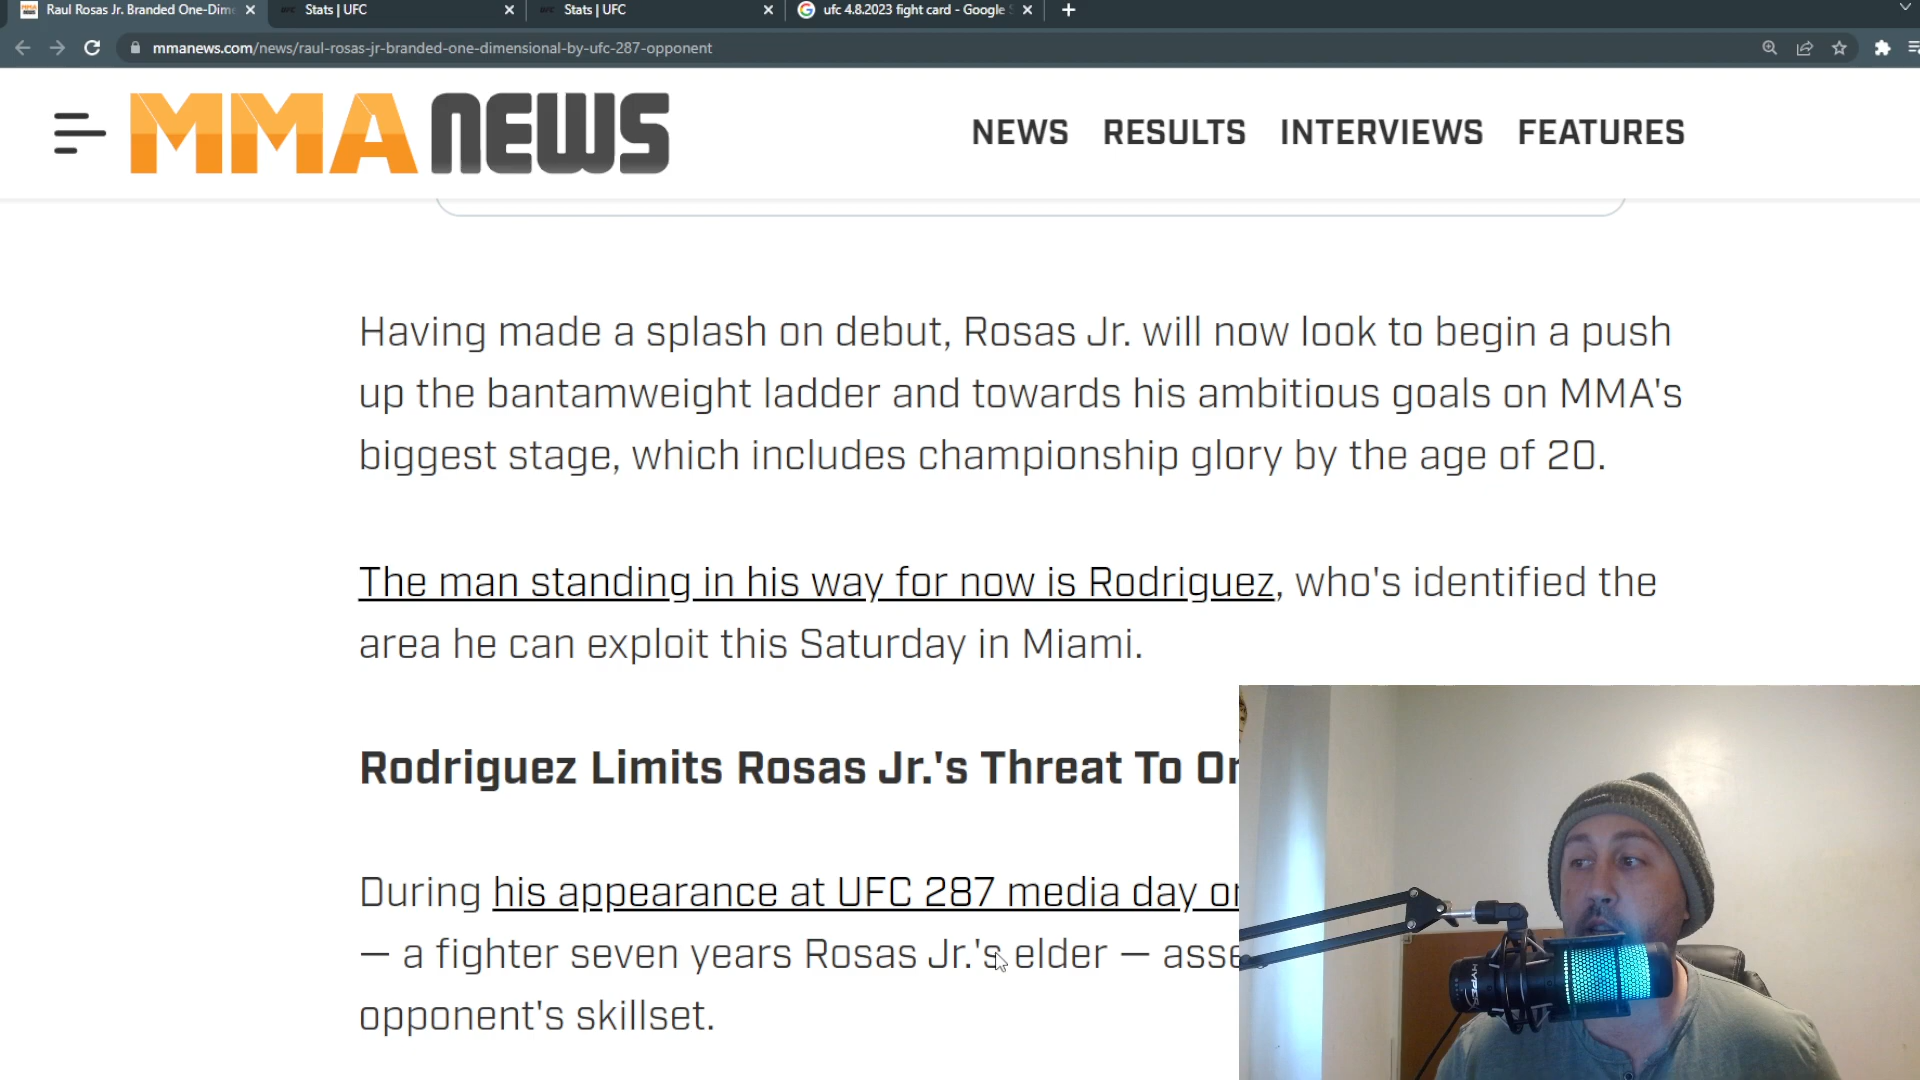 Raul Rosas Jr. Branded One-Dim
Stats | UFC
Stats | UFC
ufc 4.8.2023 fight card - Google
mmanews.com/news/raul-rosas-jr-branded-one-dimensional-by-ufc-287-opponent
MMA NEWS
NEWS RESULTS INTERVIEWS FEATURES
Having made a splash on debut, Rosas Jr. will now look to begin a push
up the bantamweight ladder and towards his ambitious goals on MMA's
biggest stage, which includes championship glory by the age of 20.
The man standing in his way for now is Rodriguez, who's identified the
area he can exploit this Saturday in Miami.
Rodriguez Limits Rosas Jr.'s Threat To
During his appearance at UFC 287 media day
— a fighter seven years Rosas Jr.'s elder —
opponent's skillset.
HYPERX